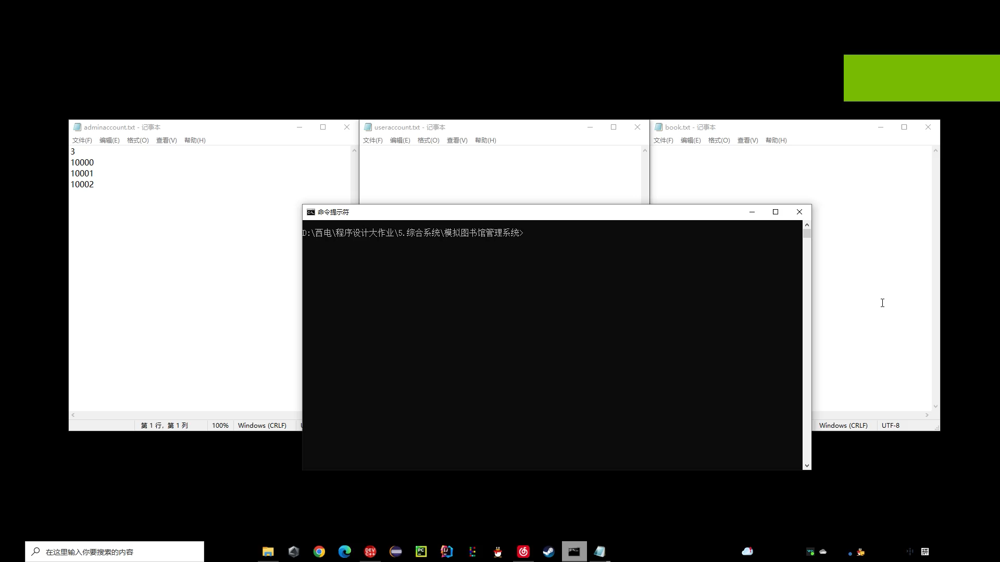 adminaccount.txt - 记事本
文件(F) 编辑(E) 格式(O) 查看(V) 帮助(H)
3
10000
10001
10002
第 1 行, 第 1 列 100% Windows (CRLF)
useraccount.txt - 记事本
文件(F) 编辑(E) 格式(O) 查看(V) 帮助(H)
book.txt - 记事本
文件(F) 编辑(E) 格式(O) 查看(V) 帮助(H)
Windows (CRLF) UTF-8
命令提示符
D:\西电\程序设计大作业\5.综合系统\模拟图书馆管理系统>
在这里输入你要搜索的内容
DEV C++
PC
IJ
中 拼